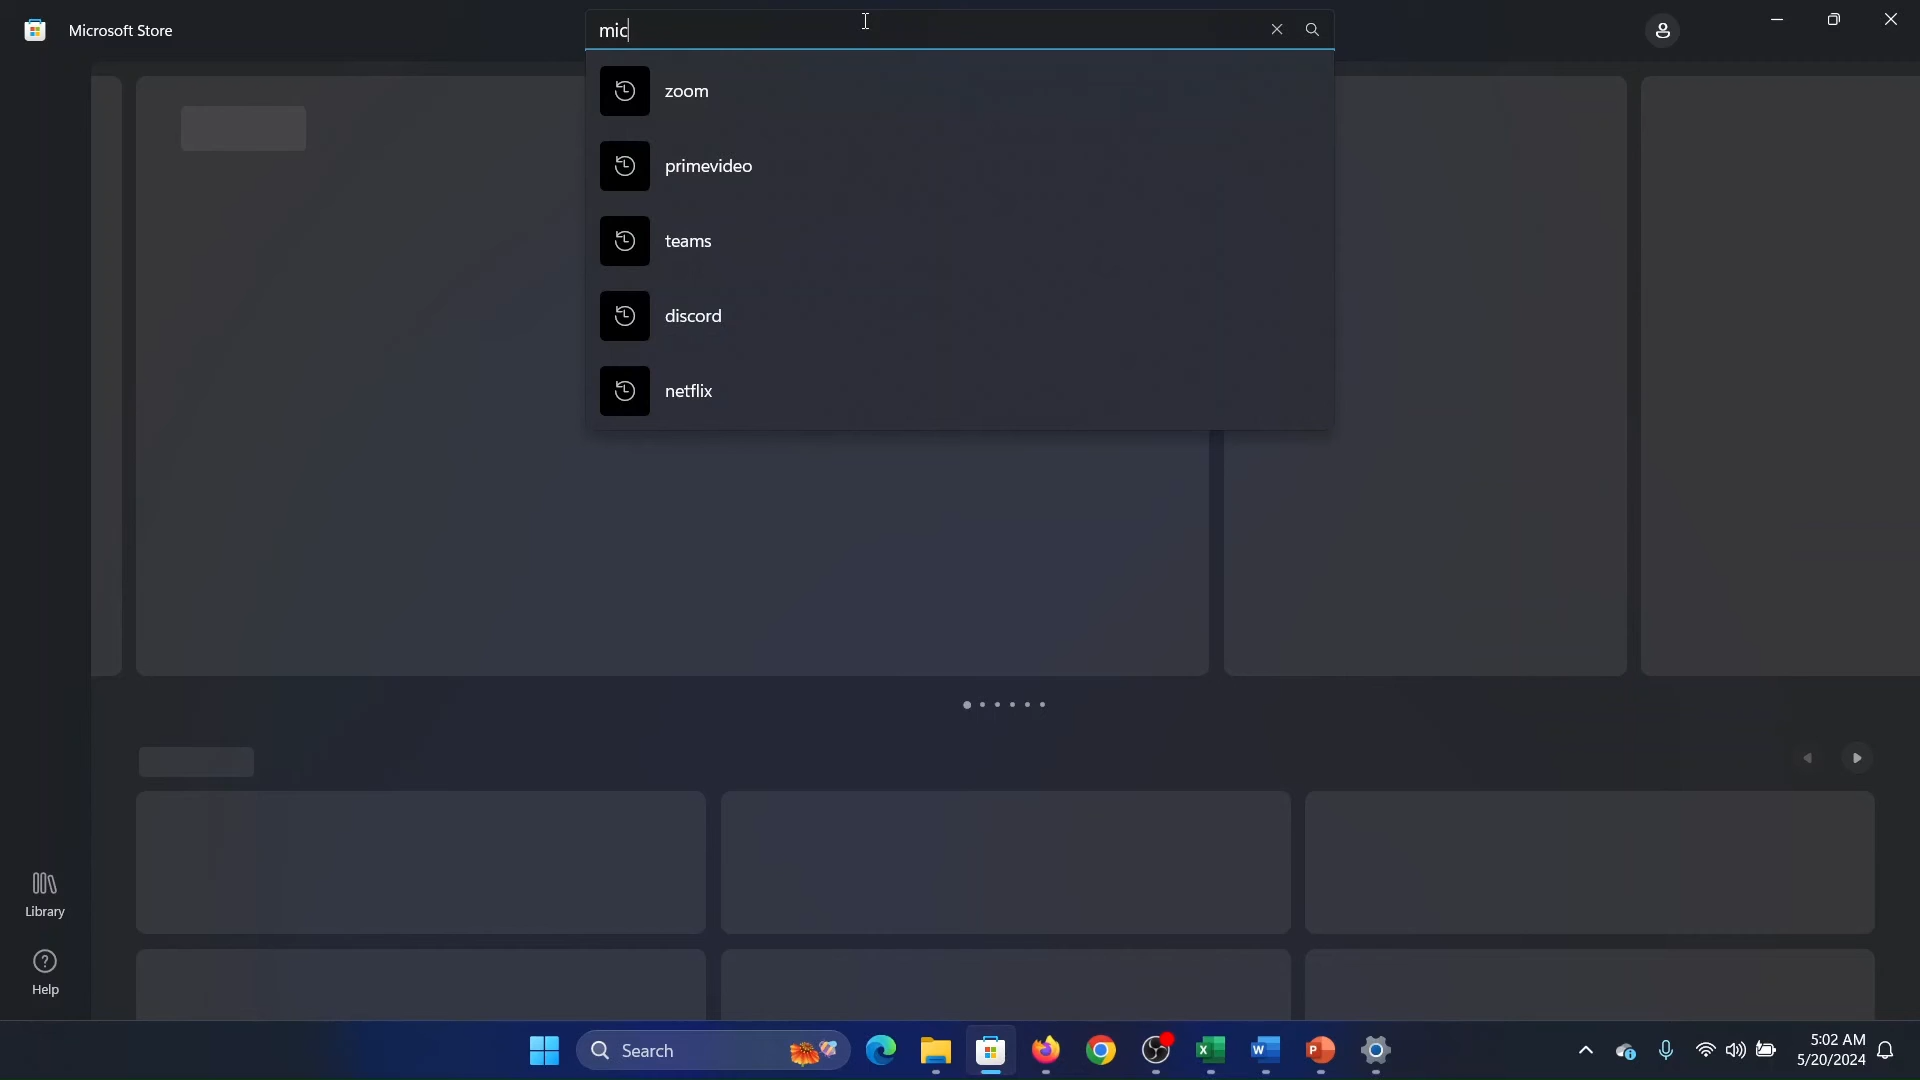 Microsoft Store
mic
zoom
primevideo
teams
discord
netflix
Library
Help
Search
5:02 AM
5/20/2024